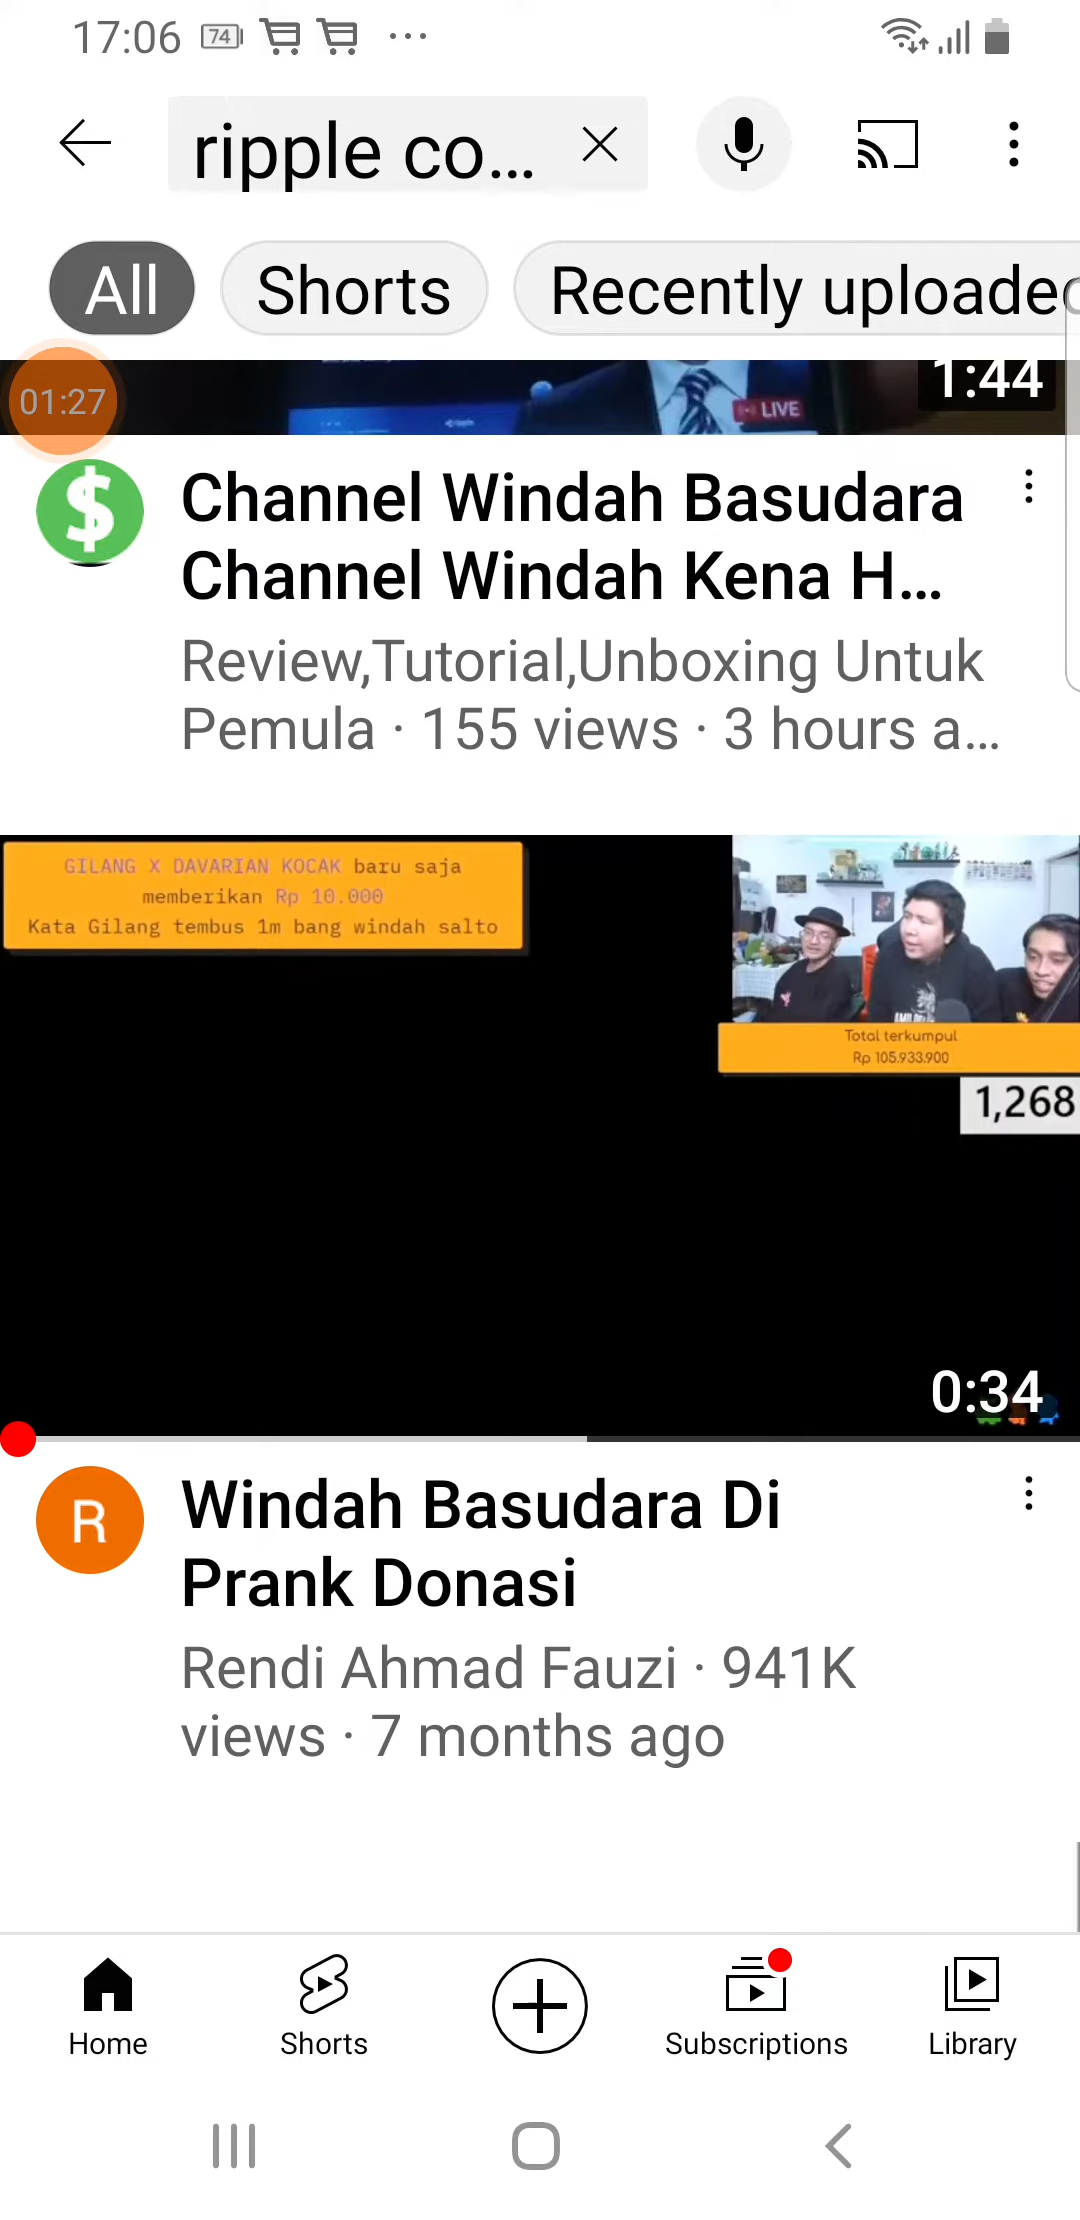 17:06 74
ripple co...
All Shorts Recently uploaded
1:44
01:27
LIVE
Channel Windah Basudara
Channel Windah Kena H...
Review,Tutorial,Unboxing Untuk
Pemula · 155 views · 3 hours a...
GILANG X DAVARIAN KOCAK baru saja
memberikan Rp 10.000
Kata Gilang tembus 1m bang windah salto
Total terkumpul
Rp 105.933.900
1,268
0:34
R
Windah Basudara Di
Prank Donasi
Rendi Ahmad Fauzi · 941K
views · 7 months ago
Home Shorts Subscriptions Library